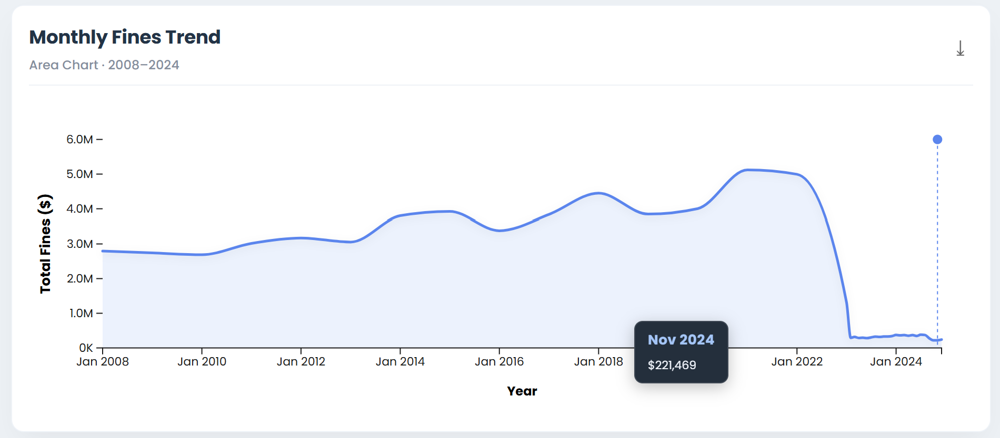 Monthly Fines Trend
Area Chart · 2008–2024
↓
6.0M
5.0M
4.0M
3.0M
2.0M
1.0M
0K
Total Fines ($)
Jan 2008 Jan 2010 Jan 2012 Jan 2014 Jan 2016 Jan 2018 Jan 2022 Jan 2024
Year
Nov 2024
$221,469